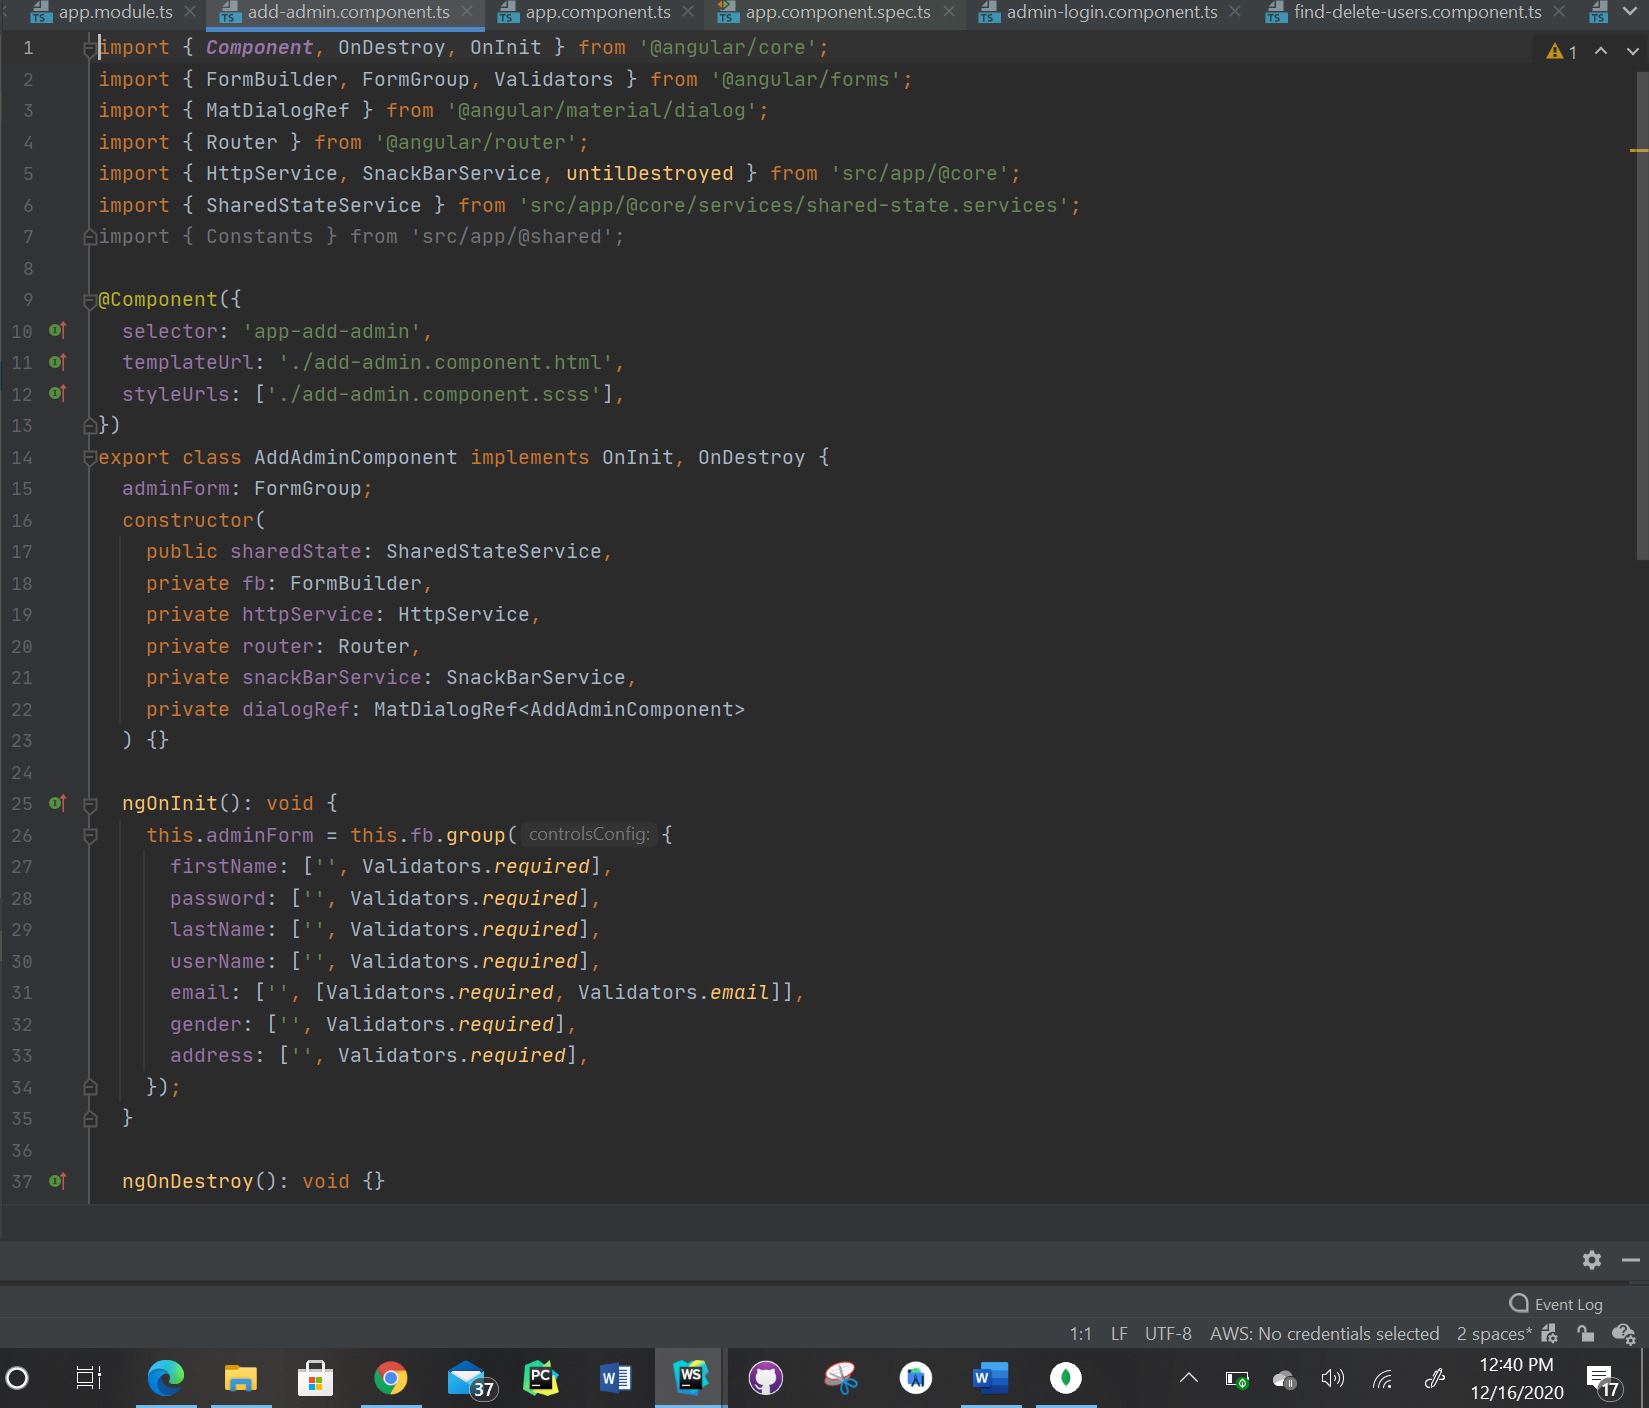 app.module.ts add-admin.component.ts app.component.ts app.component.spec.ts admin-login.component.ts find-delete-users.component.ts
1 import { Component, OnDestroy, OnInit } from '@angular/core';
1
2 import { FormBuilder, FormGroup, Validators } from '@angular/forms';
3 import { MatDialogRef } from '@angular/material/dialog';
4 import { Router } from '@angular/router';
5 import { HttpService, SnackBarService, untilDestroyed } from 'src/app/@core';
6 import { SharedStateService } from 'src/app/@core/services/shared-state.services';
7 import { Constants } from 'src/app/@shared';
8
9 @Component({
10 selector: 'app-add-admin',
11 templateUrl: './add-admin.component.html',
12 styleUrls: ['./add-admin.component.scss'],
13 })
14 export class AddAdminComponent implements OnInit, OnDestroy {
15 adminForm: FormGroup;
16 constructor(
17 public sharedState: SharedStateService,
18 private fb: FormBuilder,
19 private httpService: HttpService,
20 private router: Router,
21 private snackBarService: SnackBarService,
22 private dialogRef: MatDialogRef<AddAdminComponent>
23 ) {}
24
25 ngOnInit(): void {
26 this.adminForm = this.fb.group( controlsConfig: {
27 firstName: ['', Validators.required],
28 password: ['', Validators.required],
29 lastName: ['', Validators.required],
30 userName: ['', Validators.required],
31 email: ['', [Validators.required, Validators.email]],
32 gender: ['', Validators.required],
33 address: ['', Validators.required],
34 });
35 }
36
37 ngOnDestroy(): void {}
Event Log
1:1 LF UTF-8 AWS: No credentials selected 2 spaces*
37 PC W WS W
12:40 PM
12/16/2020
17